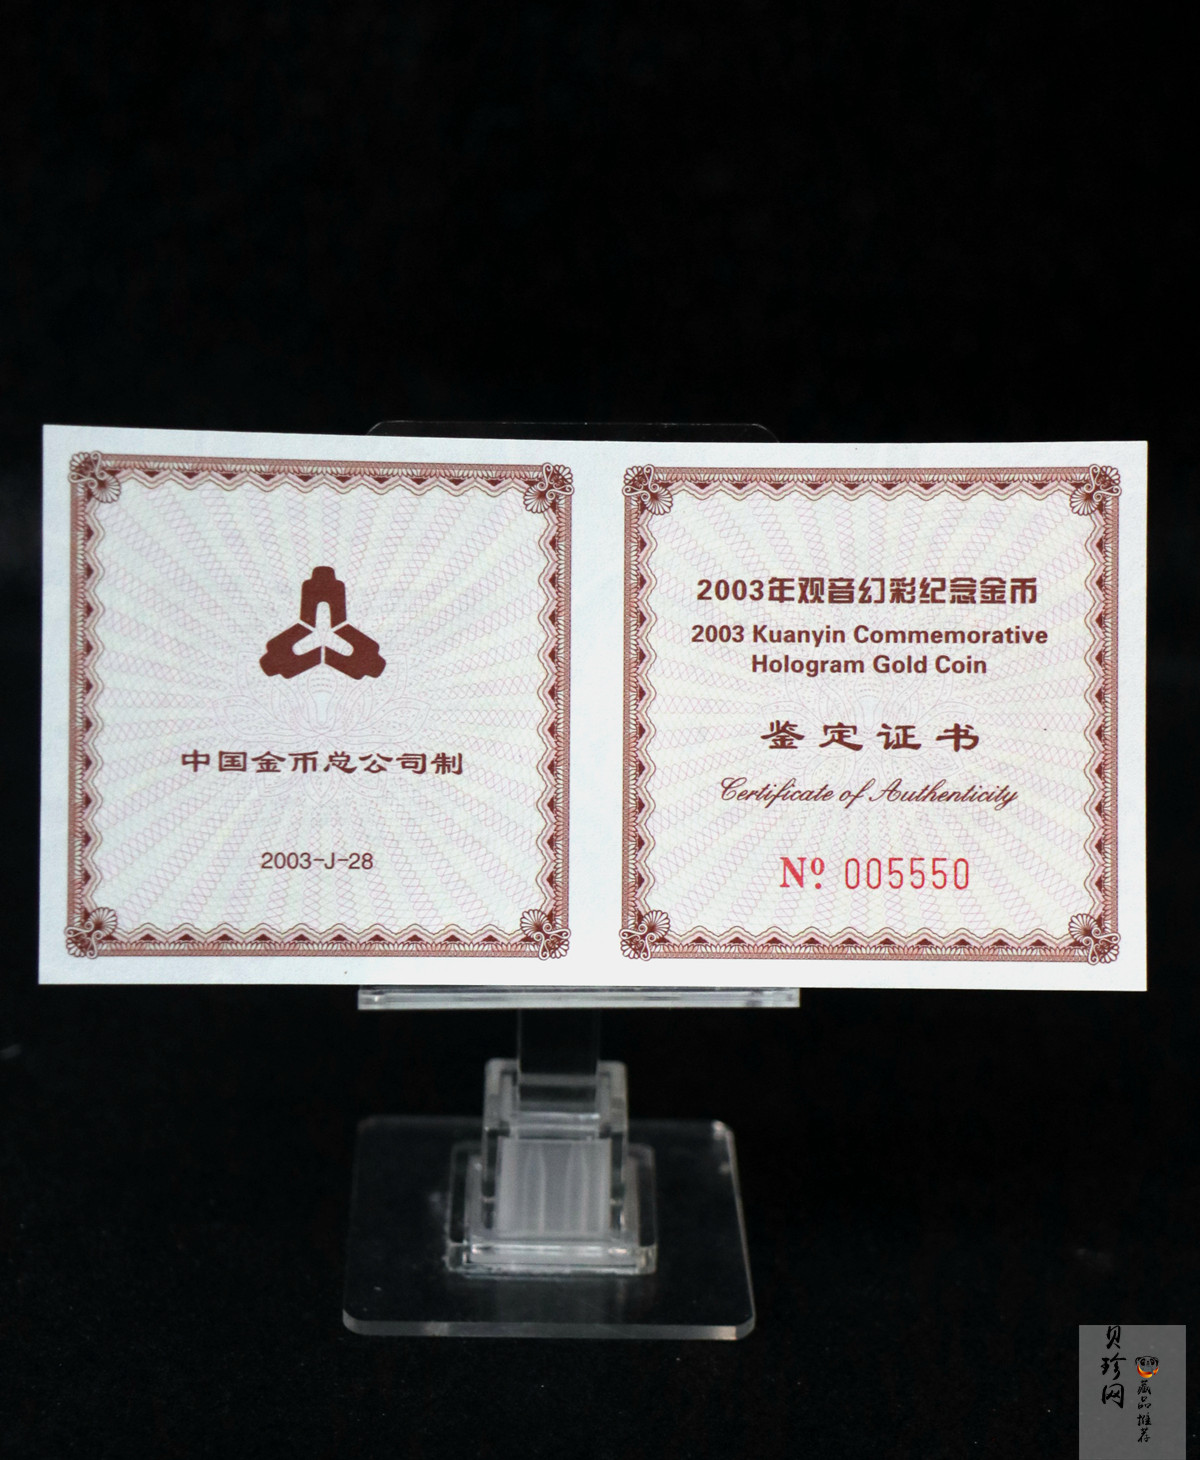 中国金币总公司制
2003-J-28
2003年观音幻彩纪念金币
2003 Kuanyin Commemorative
Hologram Gold Coin
鉴定证书
Certificate of Authenticity
Nº 005550
贝珍网
藏品推荐